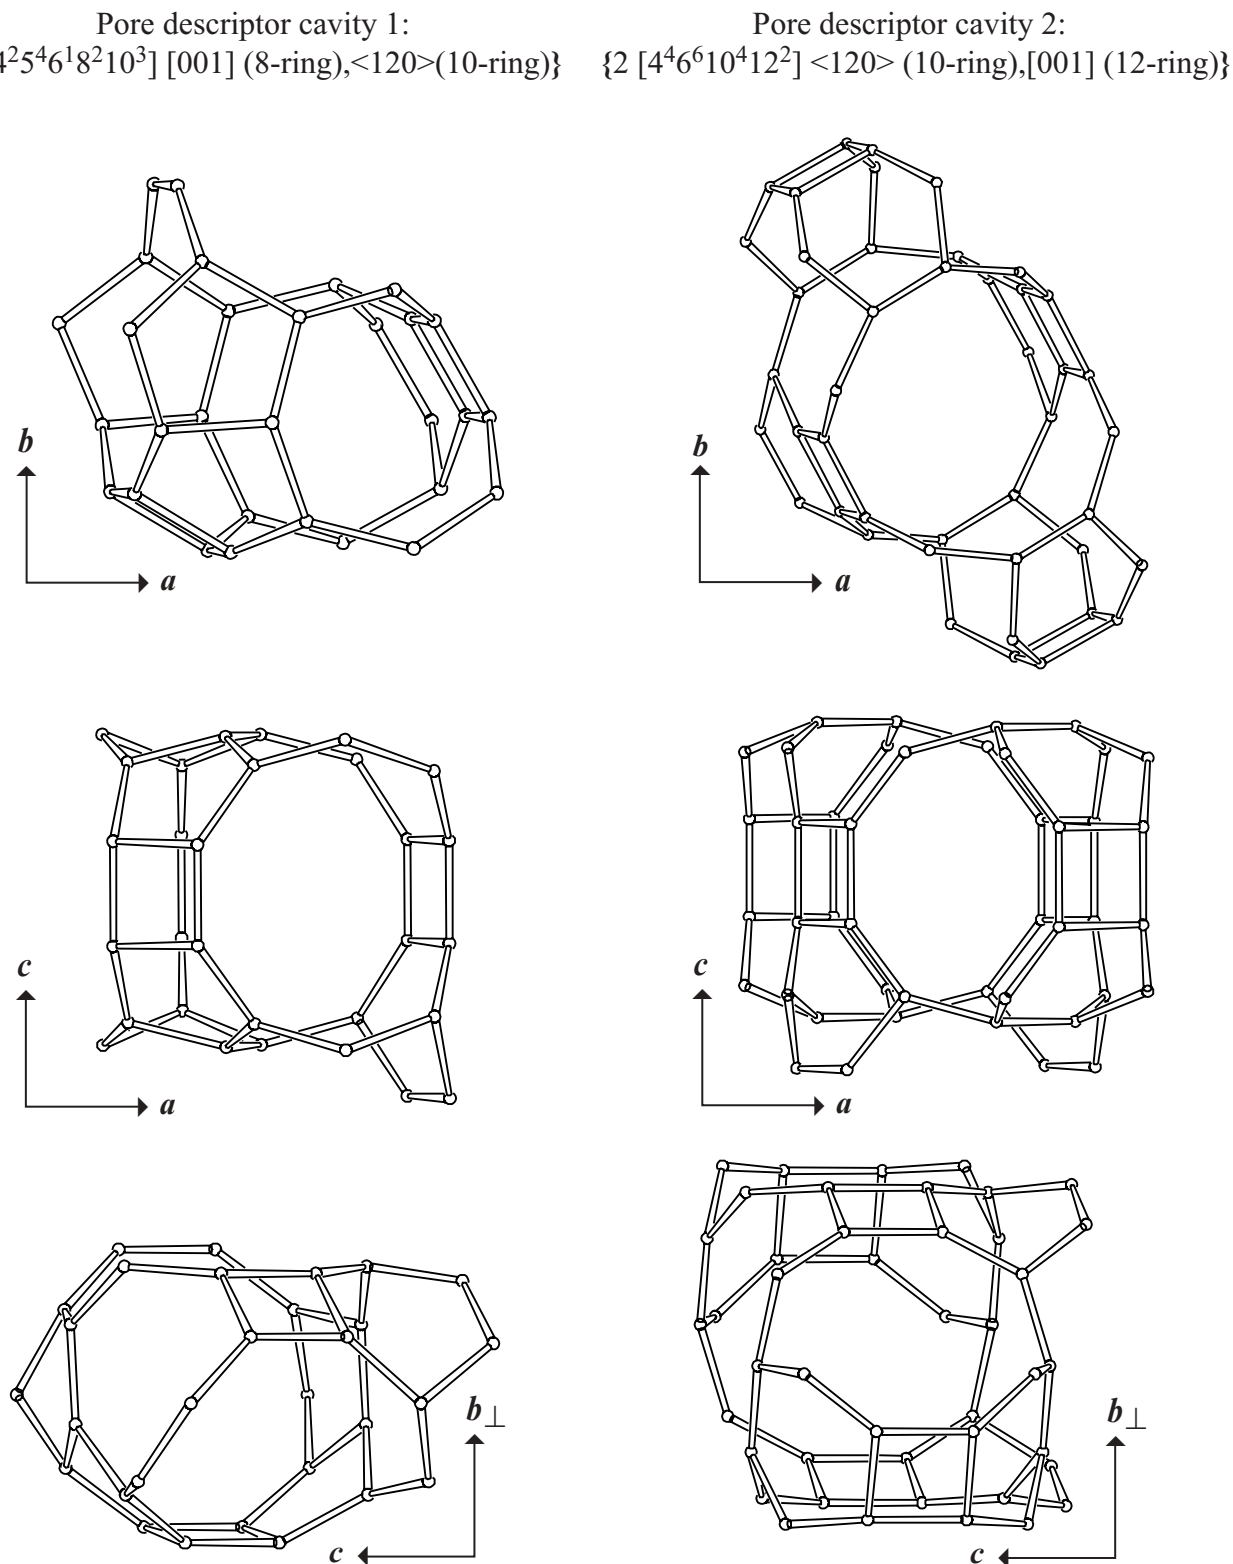 Pore descriptor cavity 1:
4²5⁴6¹8²10³] [001] (8-ring),<120>(10-ring)}
Pore descriptor cavity 2:
{2 [4⁴6⁶10⁴12²] <120> (10-ring),[001] (12-ring)}
b
a
b
a
c
a
c
a
b⊥
c
b⊥
c